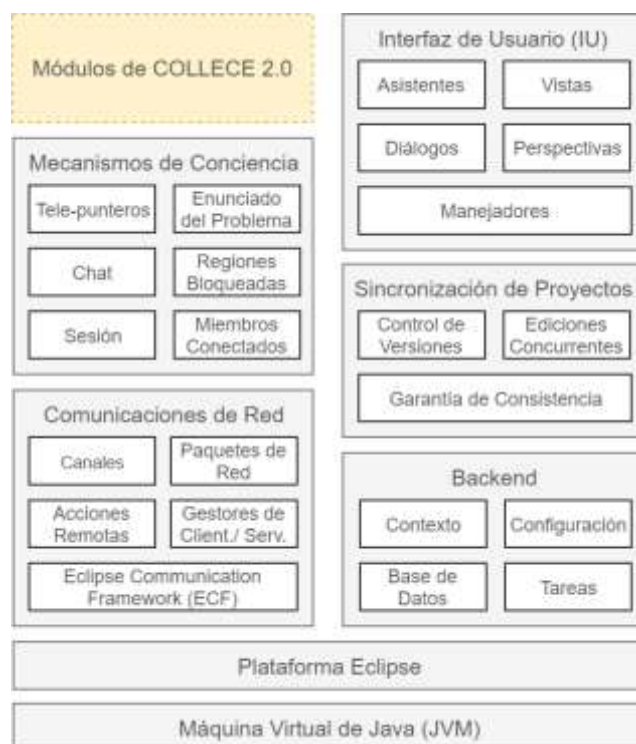 Módulos de COLLECE 2.0
Mecanismos de Conciencia
Tele-punteros
Enunciado
del Problema
Chat
Regiones
Bloqueadas
Sesión
Miembros
Conectados
Comunicaciones de Red
Canales
Paquetes de
Red
Acciones
Remotas
Gestores de
Client./ Serv.
Eclipse Communication
Framework (ECF)
Interfaz de Usuario (IU)
Asistentes
Vistas
Diálogos
Perspectivas
Manejadores
Sincronización de Proyectos
Control de
Versiones
Ediciones
Concurrentes
Garantía de Consistencia
Backend
Contexto
Configuración
Base de
Datos
Tareas
Plataforma Eclipse
Máquina Virtual de Java (JVM)